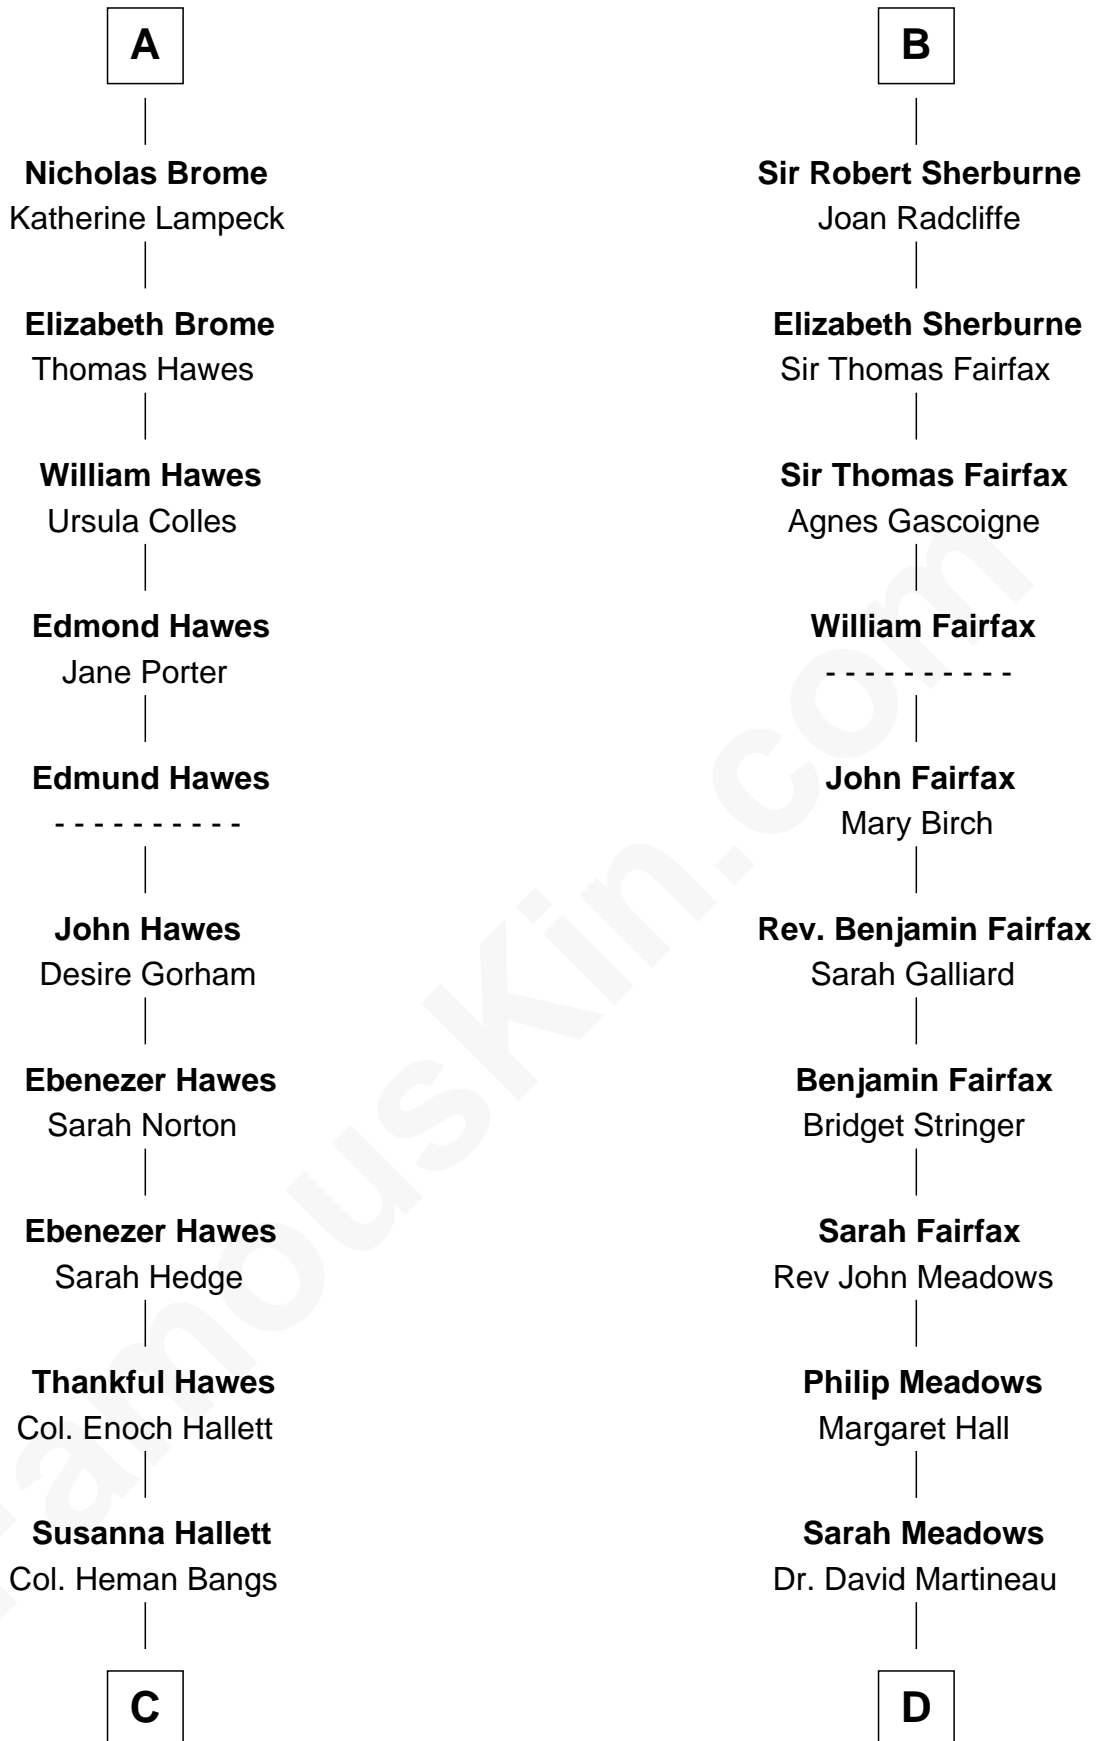 A
Nicholas Brome
Katherine Lampeck
Elizabeth Brome
Thomas Hawes
William Hawes
Ursula Colles
Edmond Hawes
Jane Porter
Edmund Hawes
- - - - - - - - - -
John Hawes
Desire Gorham
Ebenezer Hawes
Sarah Norton
Ebenezer Hawes
Sarah Hedge
Thankful Hawes
Col. Enoch Hallett
Susanna Hallett
Col. Heman Bangs
C
B
Sir Robert Sherburne
Joan Radcliffe
Elizabeth Sherburne
Sir Thomas Fairfax
Sir Thomas Fairfax
Agnes Gascoigne
William Fairfax
- - - - - - - - - -
John Fairfax
Mary Birch
Rev. Benjamin Fairfax
Sarah Galliard
Benjamin Fairfax
Bridget Stringer
Sarah Fairfax
Rev John Meadows
Philip Meadows
Margaret Hall
Sarah Meadows
Dr. David Martineau
D
FamousKin.com